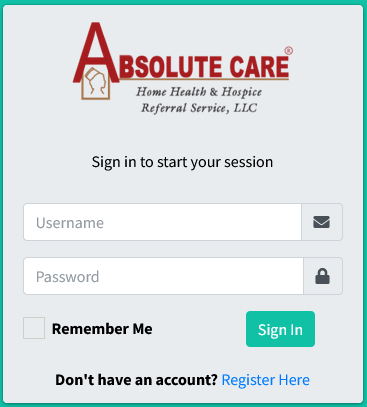 ABSOLUTE CARE®
Home Health & Hospice
Referral Service, LLC
Sign in to start your session
Username
Password
Remember Me
Sign In
Don't have an account? Register Here